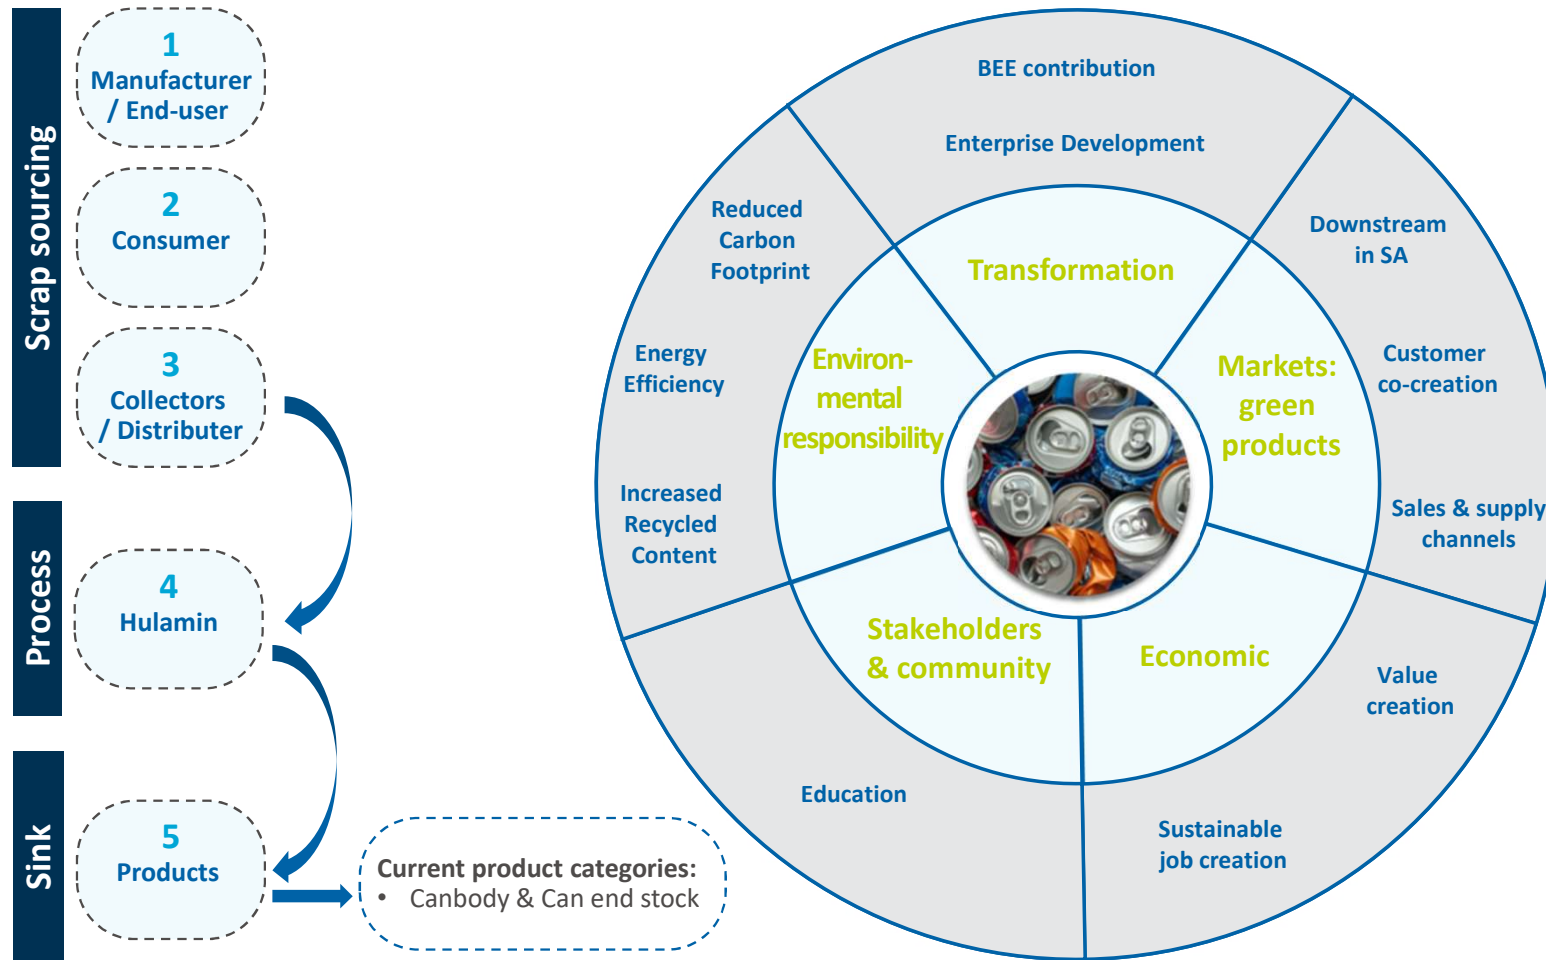 Scrap sourcing
1
Manufacturer
/ End-user
2
Consumer
3
Collectors
/ Distributer
Process
4
Hulamin
Sink
5
Products
Current product categories:
• Canbody & Can end stock
BEE contribution
Enterprise Development
Transformation
Downstream
in SA
Customer
co-creation
Sales & supply
channels
Markets:
green
products
Value
creation
Sustainable
job creation
Economic
Education
Stakeholders
& community
Reduced
Carbon
Footprint
Energy
Efficiency
Increased
Recycled
Content
Environ-
mental
responsibility